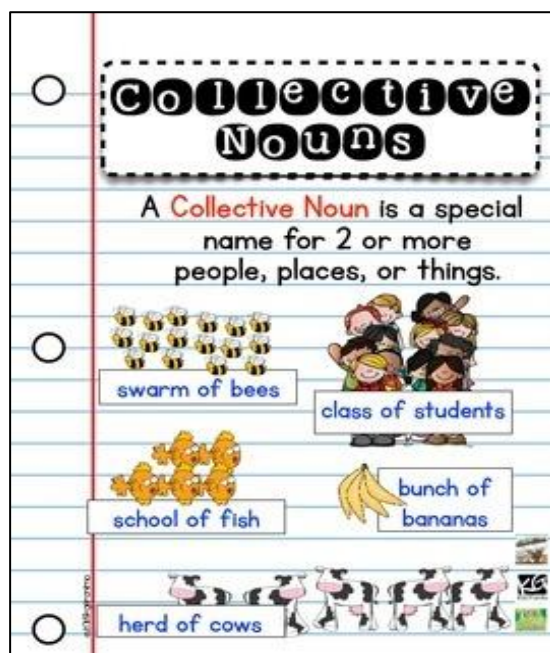 Collective
Nouns
A Collective Noun is a special
name for 2 or more
people, places, or things.
swarm of bees
class of students
school of fish
bunch of
bananas
herd of cows